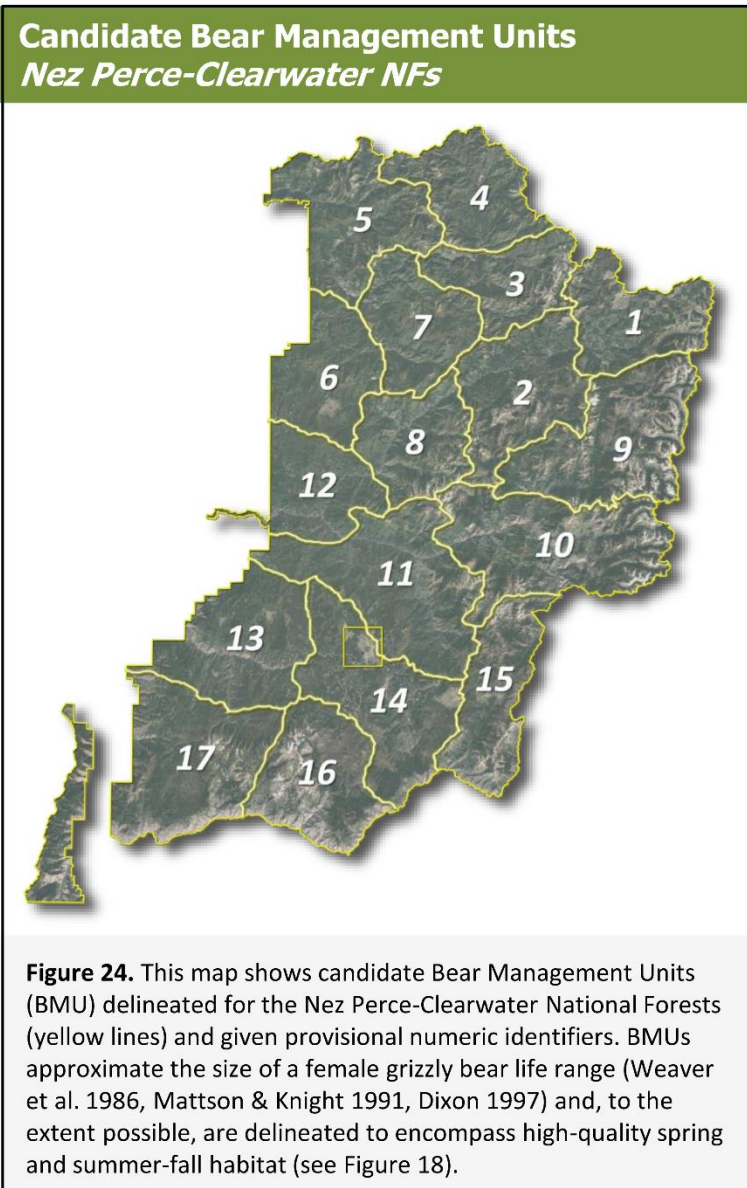 Candidate Bear Management Units
Nez Perce-Clearwater NFs
4
5
3
1
7
6
2
8
9
12
10
11
13
15
14
17
16
Figure 24. This map shows candidate Bear Management Units
(BMU) delineated for the Nez Perce-Clearwater National Forests
(yellow lines) and given provisional numeric identifiers. BMUs
approximate the size of a female grizzly bear life range (Weaver
et al. 1986, Mattson & Knight 1991, Dixon 1997) and, to the
extent possible, are delineated to encompass high-quality spring
and summer-fall habitat (see Figure 18).